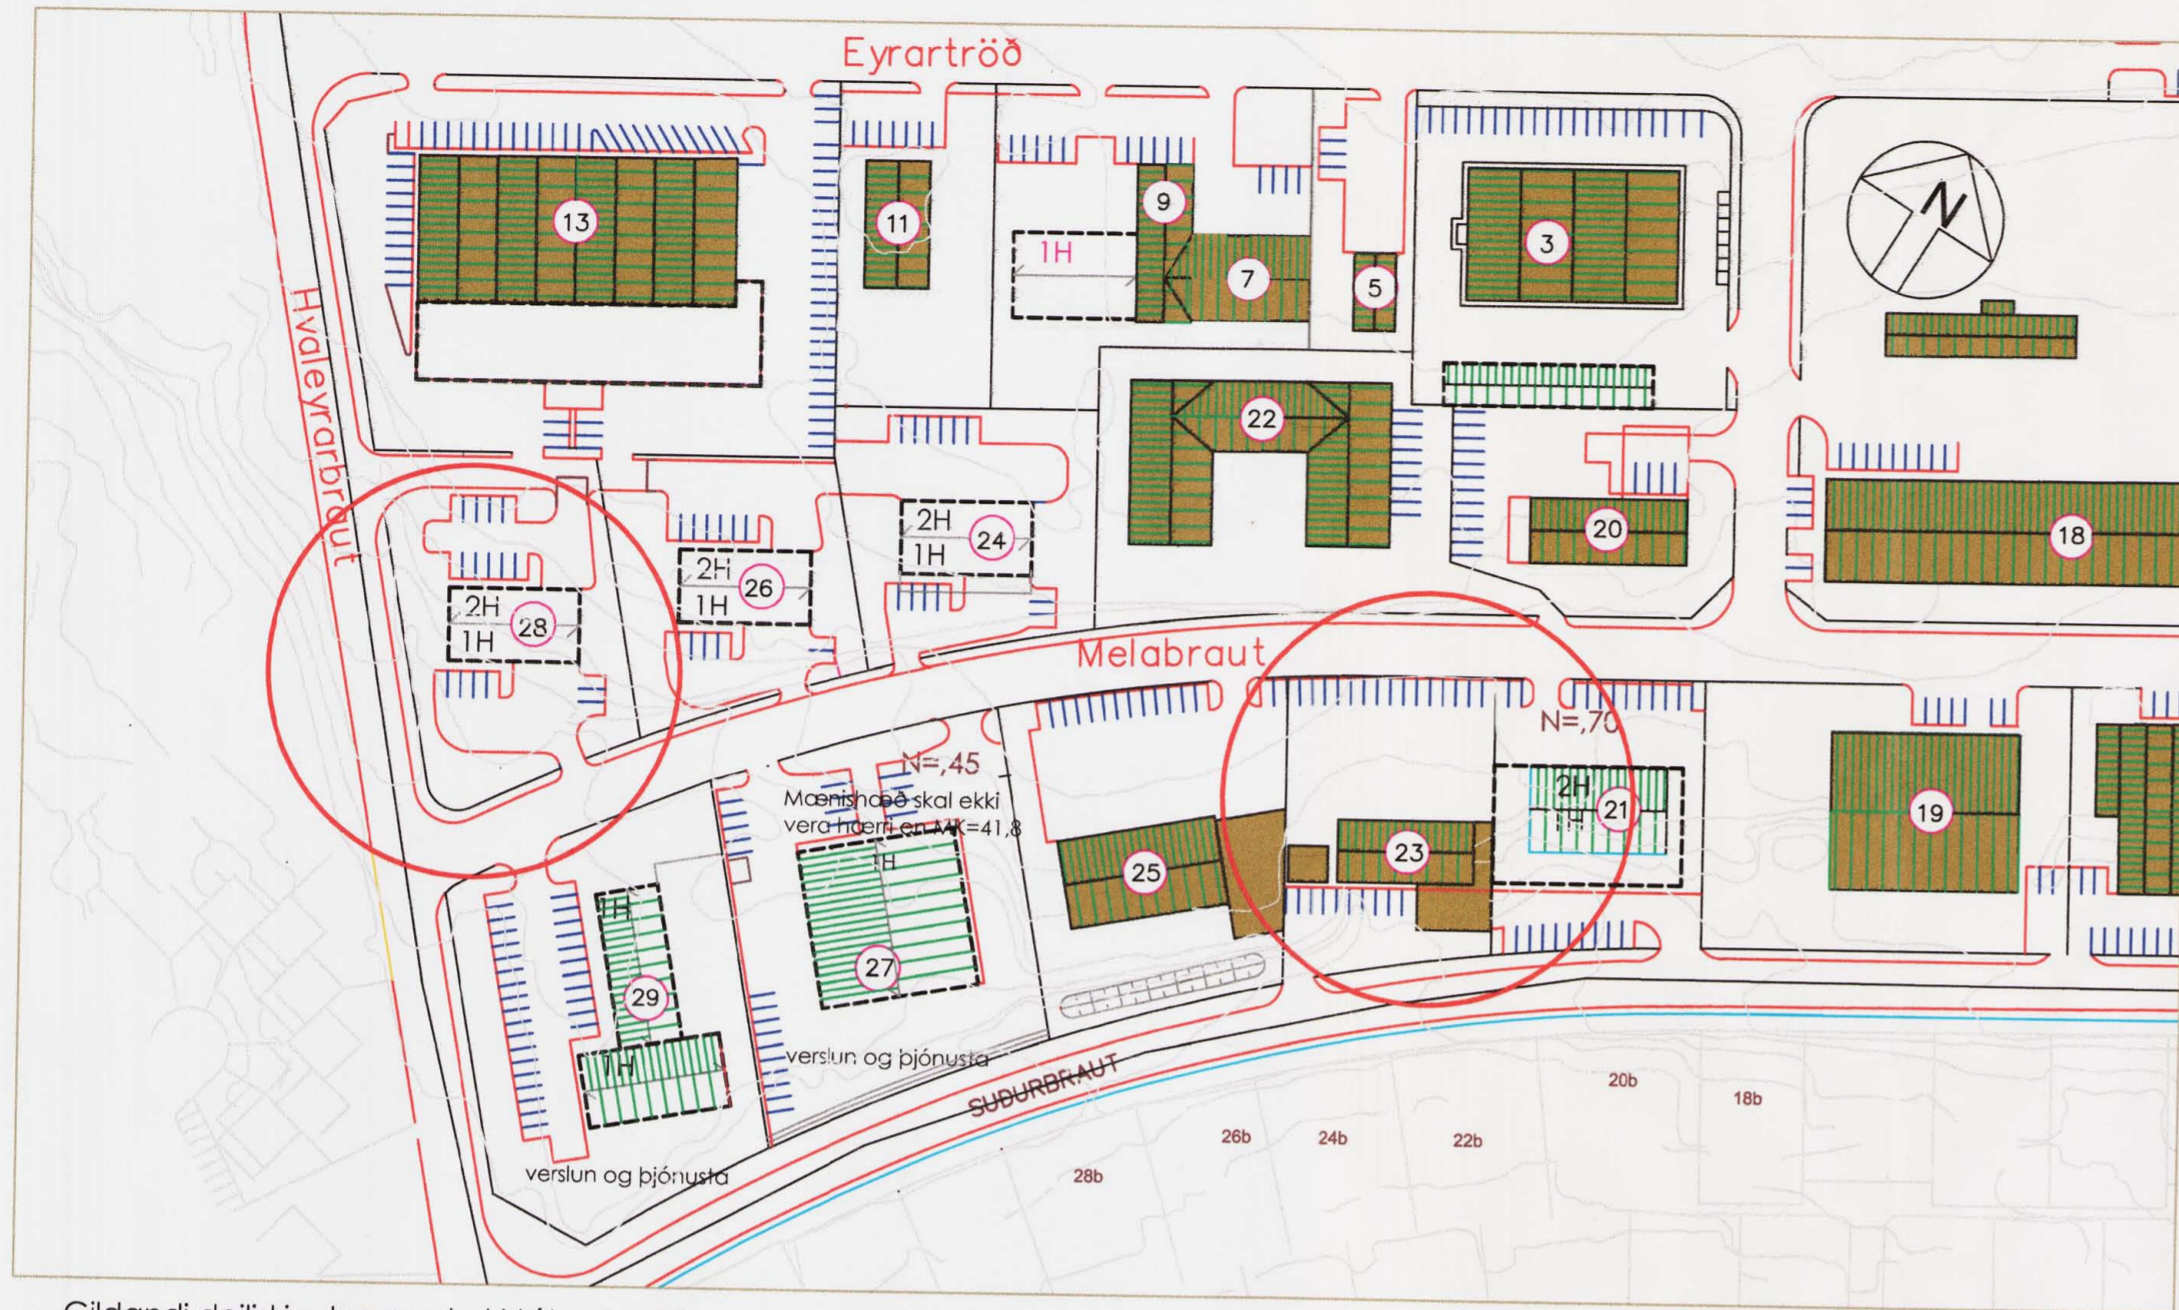 Eyrartröð
13
11
9
1H
7
5
3
N
Hvaleyrarbraut
22
2H
24
1H
20
18
2H
26
1H
2H
28
1H
Melabraut
N=,70
N=,45
2H
21
1H
19
Mænishæð skal ekki
vera hærri en MK=41,8
1H
23
25
1H
27
29
1H
verslun og þjónusta
SUÐURBRAUT
20b
18b
26b
24b
22b
28b
verslun og þjónusta